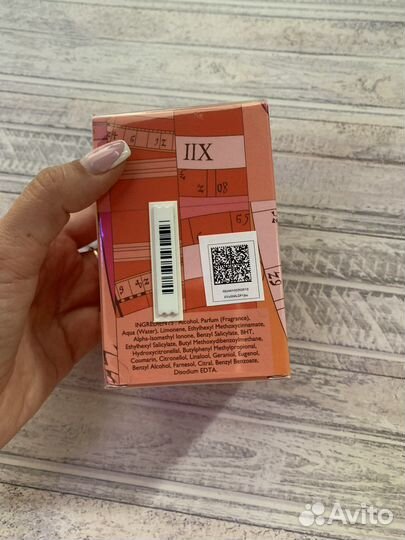 XII
INGREDIENTS: Alcohol, Parfum (Fragrance),
Aqua (Water), Limonene, Ethylhexyl Methoxycinnamate,
Alpha-Isomethyl Ionone, Benzyl Salicylate, BHT,
Ethylhexyl Salicylate, Butyl Methoxydibenzoylmethane,
Hydroxycitronellal, Butylphenyl Methylpropional,
Coumarin, Citronellol, Linalool, Geraniol, Eugenol,
Benzyl Alcohol, Farnesol, Citral, Benzyl Benzoate,
Disodium EDTA.
Avito